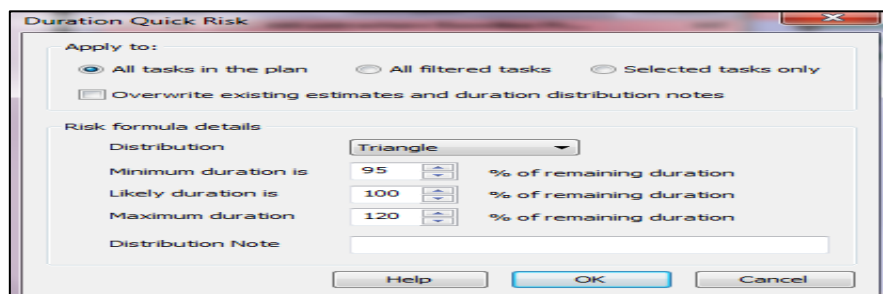 Duration Quick Risk
Apply to:
All tasks in the plan All filtered tasks Selected tasks only
Overwrite existing estimates and duration distribution notes
Risk formula details
Distribution Triangle
Minimum duration is 95 % of remaining duration
Likely duration is 100 % of remaining duration
Maximum duration 120 % of remaining duration
Distribution Note
Help OK Cancel